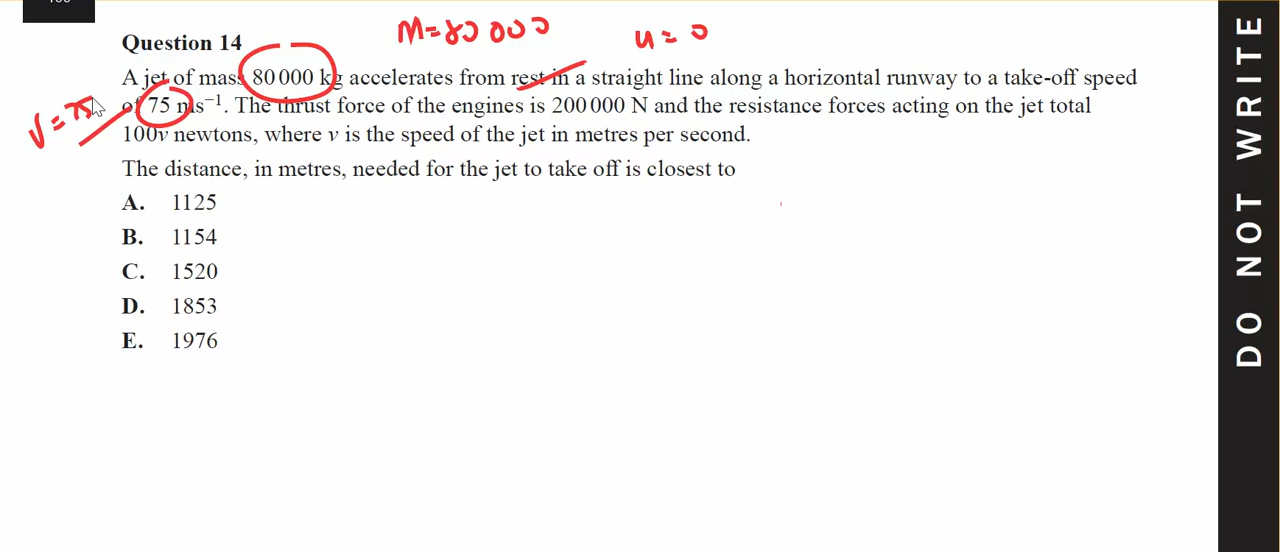 M=80 000
u = 0
Question 14
A jet of mass 80 000 kg accelerates from rest in a straight line along a horizontal runway to a take-off speed
of 75 ms⁻¹. The thrust force of the engines is 200 000 N and the resistance forces acting on the jet total
V = 75
100v newtons, where v is the speed of the jet in metres per second.
The distance, in metres, needed for the jet to take off is closest to
A. 1125
B. 1154
C. 1520
D. 1853
E. 1976
DO NOT WRITE